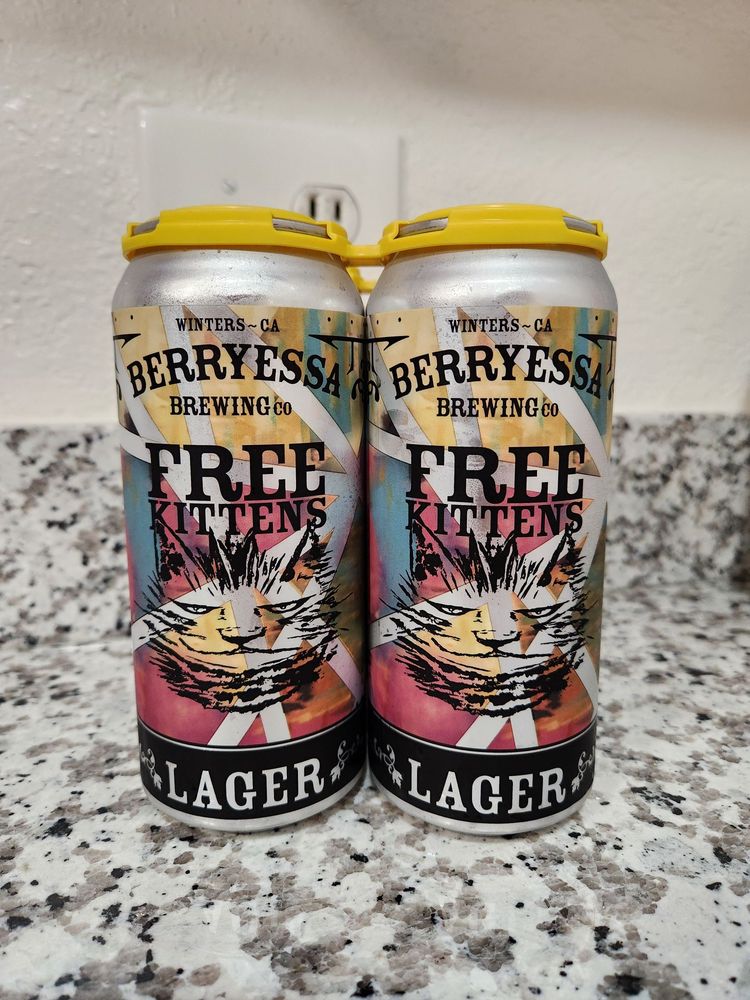 WINTERS~CA
BERRYESSA
BREWING CO
FREE
KITTENS
LAGER
WINTERS~CA
BERRYESSA
BREWING CO
FREE
KITTENS
LAGER